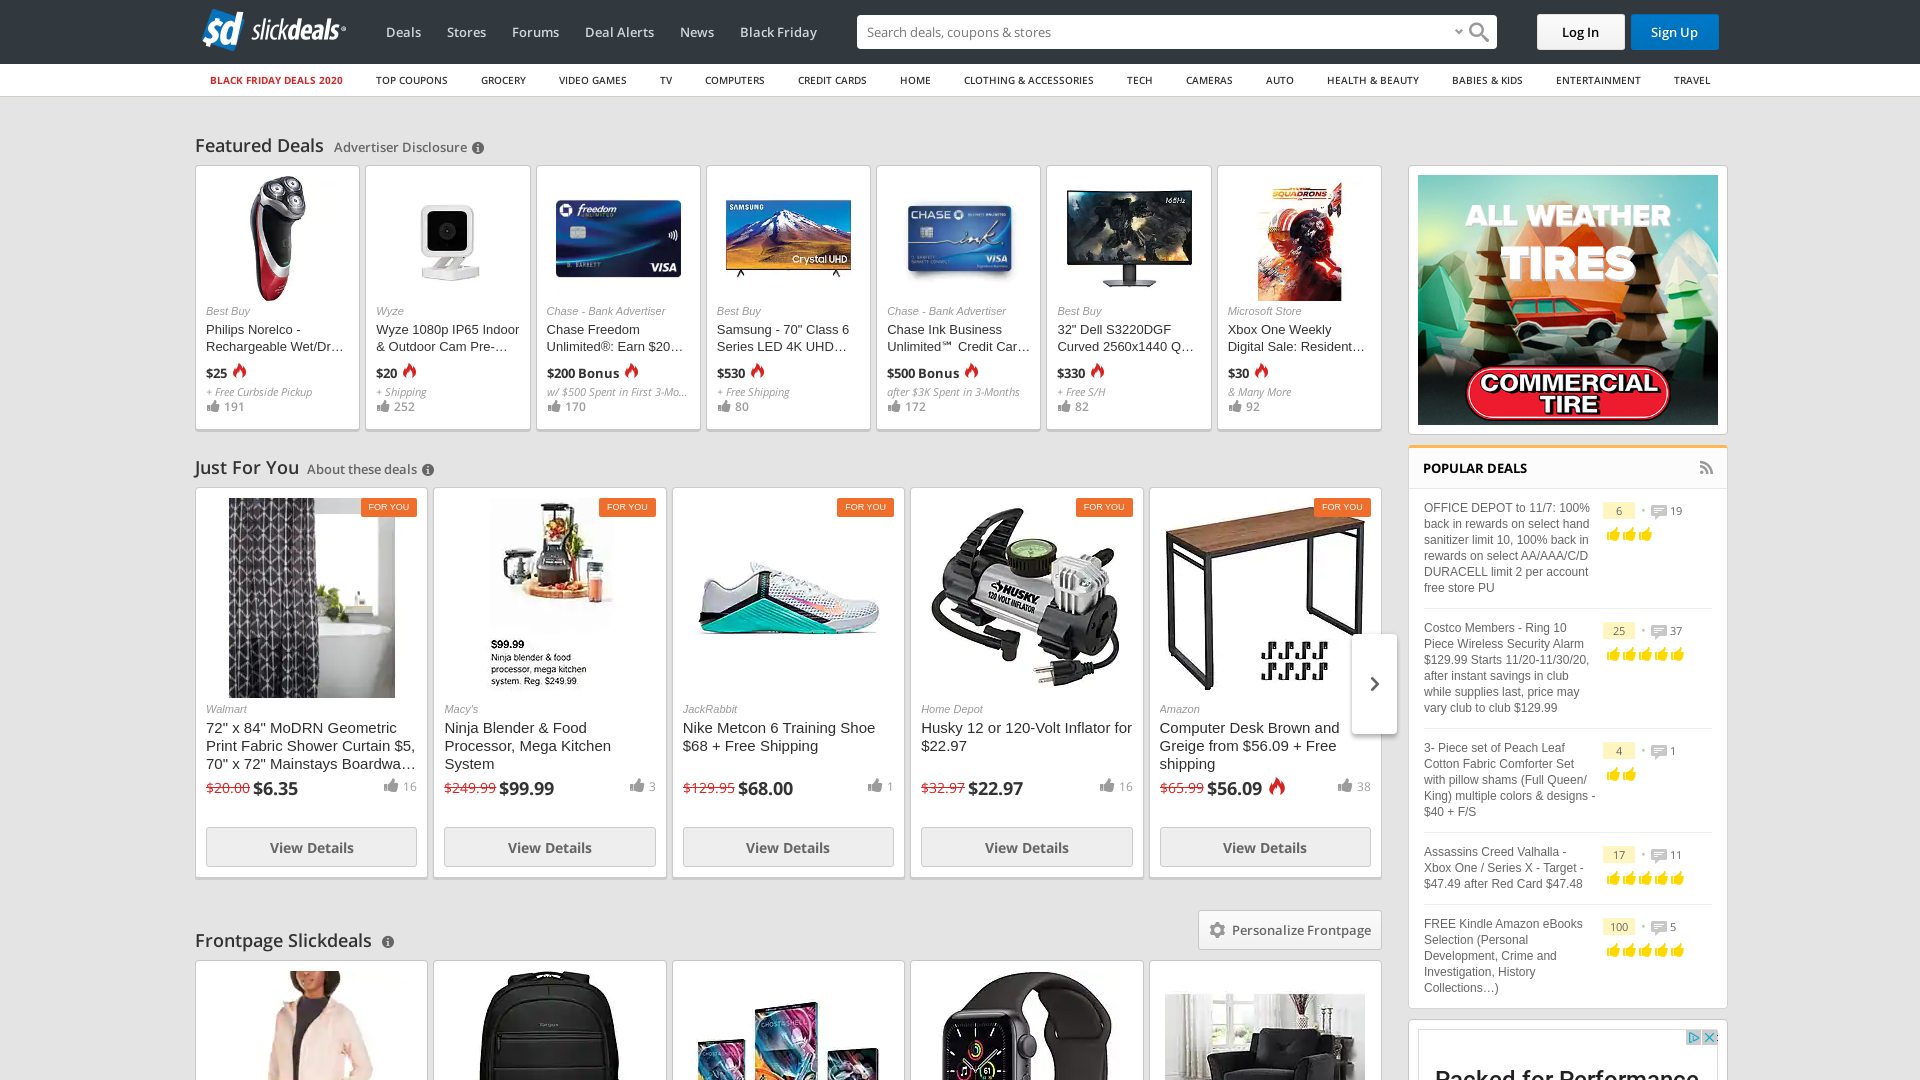 sd slickdeals®
Deals
Stores
Forums
Deal Alerts
News
Black Friday
Search deals, coupons & stores
Log In
Sign Up
BLACK FRIDAY DEALS 2020
TOP COUPONS
GROCERY
VIDEO GAMES
TV
COMPUTERS
CREDIT CARDS
HOME
CLOTHING & ACCESSORIES
TECH
CAMERAS
AUTO
HEALTH & BEAUTY
BABIES & KIDS
ENTERTAINMENT
TRAVEL
Featured Deals
Advertiser Disclosure
Best Buy
Philips Norelco -
Rechargeable Wet/Dr…
$25
+ Free Curbside Pickup
191
Wyze
Wyze 1080p IP65 Indoor
& Outdoor Cam Pre-…
$20
+ Shipping
252
freedom
UNLIMITED
D. BARRETT
VISA
Chase - Bank Advertiser
Chase Freedom
Unlimited®: Earn $20…
$200 Bonus
w/ $500 Spent in First 3-Mo...
170
SAMSUNG
Crystal UHD
Best Buy
Samsung - 70" Class 6
Series LED 4K UHD…
$530
+ Free Shipping
80
CHASE
BUSINESS UNLIMITED
ink
VISA
Chase - Bank Advertiser
Chase Ink Business
Unlimited℠ Credit Car…
$500 Bonus
after $3K Spent in 3-Months
172
165Hz
Best Buy
32" Dell S3220DGF
Curved 2560x1440 Q…
$330
+ Free S/H
82
SQUADRONS
Microsoft Store
Xbox One Weekly
Digital Sale: Resident…
$30
& Many More
92
ALL WEATHER
TIRES
COMMERCIAL
TIRE
Just For You
About these deals
FOR YOU
Walmart
72" x 84" MoDRN Geometric
Print Fabric Shower Curtain $5,
70" x 72" Mainstays Boardwa…
$20.00 $6.35
16
View Details
FOR YOU
$99.99
Ninja blender & food
processor, mega kitchen
system. Reg. $249.99
Macy's
Ninja Blender & Food
Processor, Mega Kitchen
System
$249.99 $99.99
3
View Details
FOR YOU
JackRabbit
Nike Metcon 6 Training Shoe
$68 + Free Shipping
$129.95 $68.00
1
View Details
FOR YOU
HUSKY
120 VOLT INFLATOR
Home Depot
Husky 12 or 120-Volt Inflator for
$22.97
$32.97 $22.97
16
View Details
FOR YOU
Amazon
Computer Desk Brown and
Greige from $56.09 + Free
shipping
$65.99 $56.09
38
View Details
POPULAR DEALS
OFFICE DEPOT to 11/7: 100%
back in rewards on select hand
sanitizer limit 10, 100% back in
rewards on select AA/AAA/C/D
DURACELL limit 2 per account
free store PU
6 • 19
Costco Members - Ring 10
Piece Wireless Security Alarm
$129.99 Starts 11/20-11/30/20,
after instant savings in club
while supplies last, price may
vary club to club $129.99
25 • 37
3- Piece set of Peach Leaf
Cotton Fabric Comforter Set
with pillow shams (Full Queen/
King) multiple colors & designs -
$40 + F/S
4 • 1
Assassins Creed Valhalla -
Xbox One / Series X - Target -
$47.49 after Red Card $47.48
17 • 11
FREE Kindle Amazon eBooks
Selection (Personal
Development, Crime and
Investigation, History
Collections…)
100 • 5
Frontpage Slickdeals
Personalize Frontpage
GHOST IN THE SHELL
61
Packed for Performance